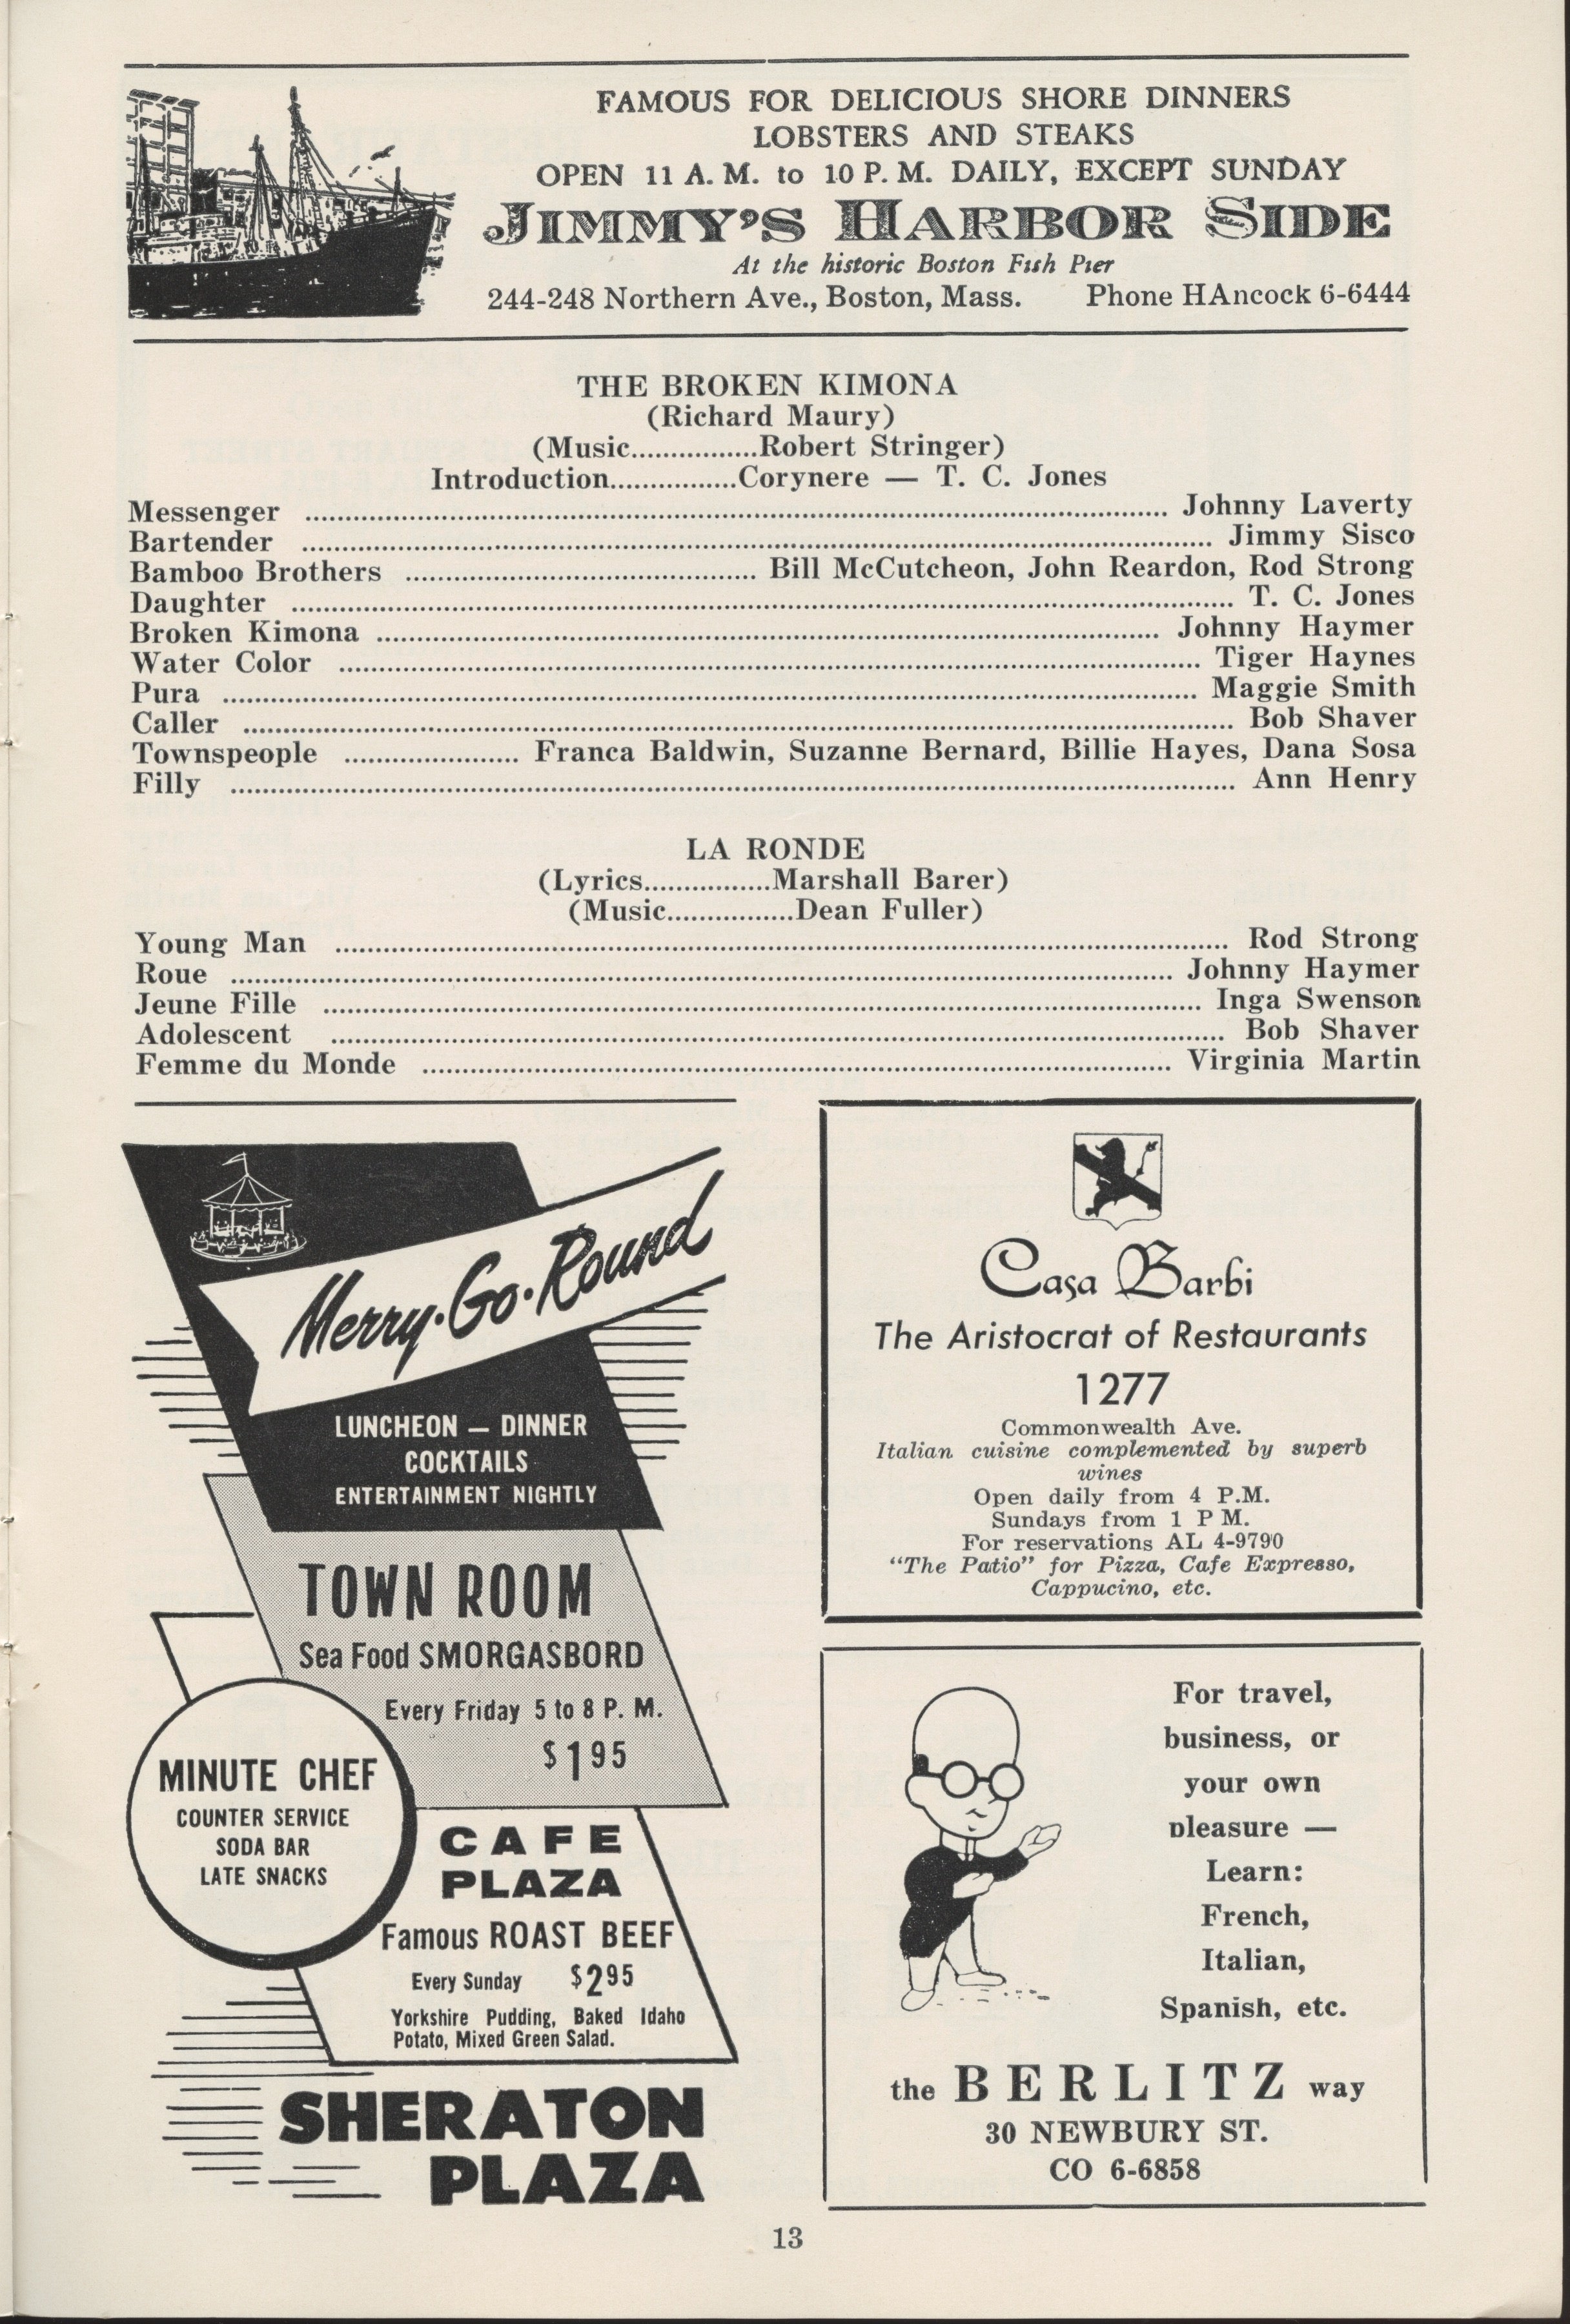 FAMOUS FOR DELICIOUS SHORE DINNERS
LOBSTERS AND STEAKS
OPEN 11 A. M. to 10 P. M. DAILY, EXCEPT SUNDAY
JIMMY'S HARBOR SIDE
At the historic Boston Fish Pier
244-248 Northern Ave., Boston, Mass. Phone HAncock 6-6444
THE BROKEN KIMONA
(Richard Maury)
(Music................Robert Stringer)
Introduction................Corynere — T. C. Jones
Messenger ................ Johnny Laverty
Bartender ................ Jimmy Sisco
Bamboo Brothers ................ Bill McCutcheon, John Reardon, Rod Strong
Daughter ................ T. C. Jones
Broken Kimona ................ Johnny Haymer
Water Color ................ Tiger Haynes
Pura ................ Maggie Smith
Caller ................ Bob Shaver
Townspeople ................ Franca Baldwin, Suzanne Bernard, Billie Hayes, Dana Sosa
Filly ................ Ann Henry
LA RONDE
(Lyrics................Marshall Barer)
(Music................Dean Fuller)
Young Man ................ Rod Strong
Roue ................ Johnny Haymer
Jeune Fille ................ Inga Swenson
Adolescent ................ Bob Shaver
Femme du Monde ................ Virginia Martin
Merry-Go-Round
LUNCHEON — DINNER
COCKTAILS
ENTERTAINMENT NIGHTLY
TOWN ROOM
Sea Food SMORGASBORD
Every Friday 5 to 8 P. M.
$1 95
MINUTE CHEF
COUNTER SERVICE
SODA BAR
LATE SNACKS
CAFE
PLAZA
Famous ROAST BEEF
Every Sunday $2 95
Yorkshire Pudding, Baked Idaho
Potato, Mixed Green Salad.
SHERATON
PLAZA
Casa Barbi
The Aristocrat of Restaurants
1277
Commonwealth Ave.
Italian cuisine complemented by superb
wines
Open daily from 4 P.M.
Sundays from 1 P M.
For reservations AL 4-9790
"The Patio" for Pizza, Cafe Expresso,
Cappucino, etc.
For travel,
business, or
your own
pleasure —
Learn:
French,
Italian,
Spanish, etc.
the BERLITZ way
30 NEWBURY ST.
CO 6-6858
13